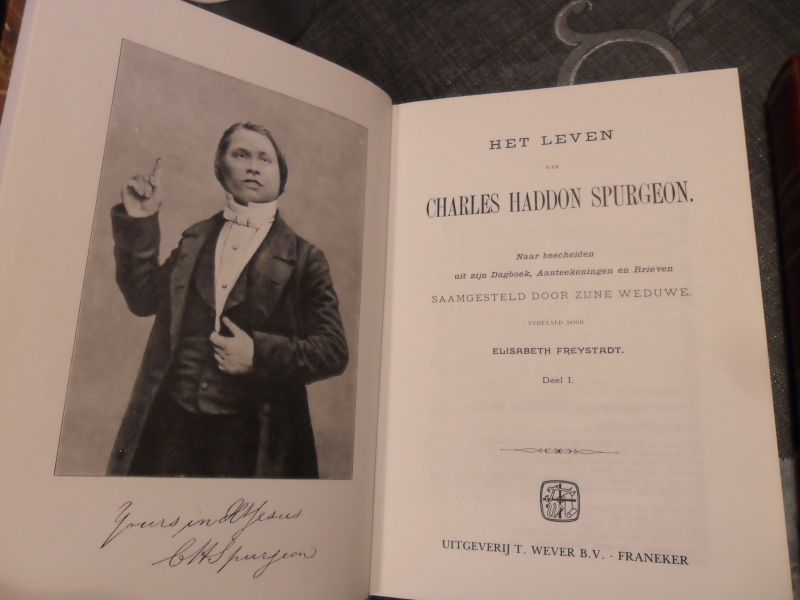 Yours in Xt Jesus
C H Spurgeon
HET LEVEN
VAN
CHARLES HADDON SPURGEON.
Naar bescheiden
uit zijn Dagboek, Aanteekeningen en Brieven
SAAMGESTELD DOOR ZIJNE WEDUWE.
VERTAALD DOOR
ELISABETH FREYSTADT.
Deel I.
UITGEVERIJ T. WEVER B.V. - FRANEKER